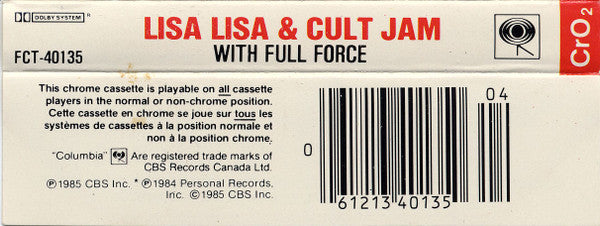 DOLBY SYSTEM®
FCT-40135
LISA LISA & CULT JAM
WITH FULL FORCE
CrO2
This chrome cassette is playable on all cassette
players in the normal or non-chrome position.
Cette cassette en chrome se joue sur tous les
systèmes de cassettes à la position normale et
non à la position chrome.
"Columbia" Are registered trade marks of
CBS Records Canada Ltd.
℗ 1985 CBS Inc. * ℗ 1984 Personal Records,
Inc. © 1985 CBS Inc.
04
0
61213 40135